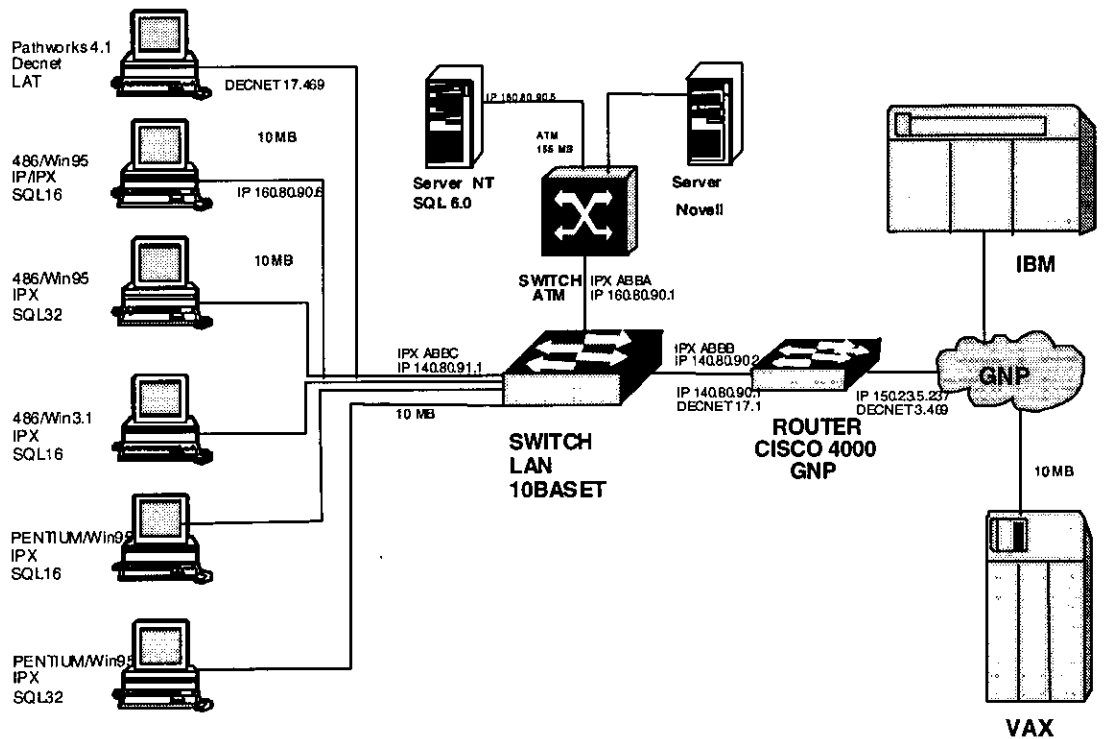 Pathworks 4.1
Decnet
LAT
DECNET 17.469
10MB
486/Win95
IP/IPX
SQL16
IP 160.80.90.6
10MB
486/Win95
IPX
SQL32
486/Win3.1
IPX
SQL16
PENTIUM/Win95
IPX
SQL16
PENTIUM/Win95
IPX
SQL32
IP 160.80.90.5
ATM
155 MB
Server NT
SQL 6.0
Server
Novell
SWITCH
ATM
IPX ABBA
IP 160.80.90.1
IPX ABBC
IP 140.80.91.1
10 MB
SWITCH
LAN
10BASET
IPX ABBB
IP 140.80.90.2
IP 140.80.90.1
DECNET 17.1
ROUTER
CISCO 4000
GNP
IP 150.23.5.237
DECNET 3.469
GNP
IBM
10MB
VAX